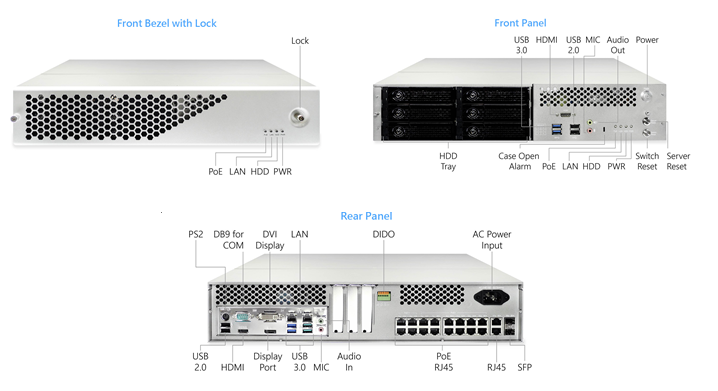 Front Bezel with Lock
Lock
PoE LAN HDD PWR
Front Panel
USB 3.0 HDMI USB 2.0 MIC Audio Out Power
HDD Tray Case Open Alarm PoE LAN HDD PWR Switch Reset Server Reset
Rear Panel
PS2 DB9 for COM DVI Display LAN DIDO AC Power Input
USB 2.0 HDMI Display Port USB 3.0 MIC Audio In PoE RJ45 RJ45 SFP